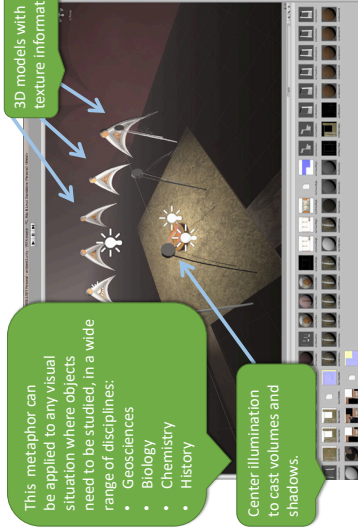 This metaphor can
be applied to any visual
situation where objects
need to be studied, in a wide
range of disciplines:
• Geosciences
• Biology
• Chemistry
• History
3D models with
texture informat
Center illumination
to cast volumes and
shadows.